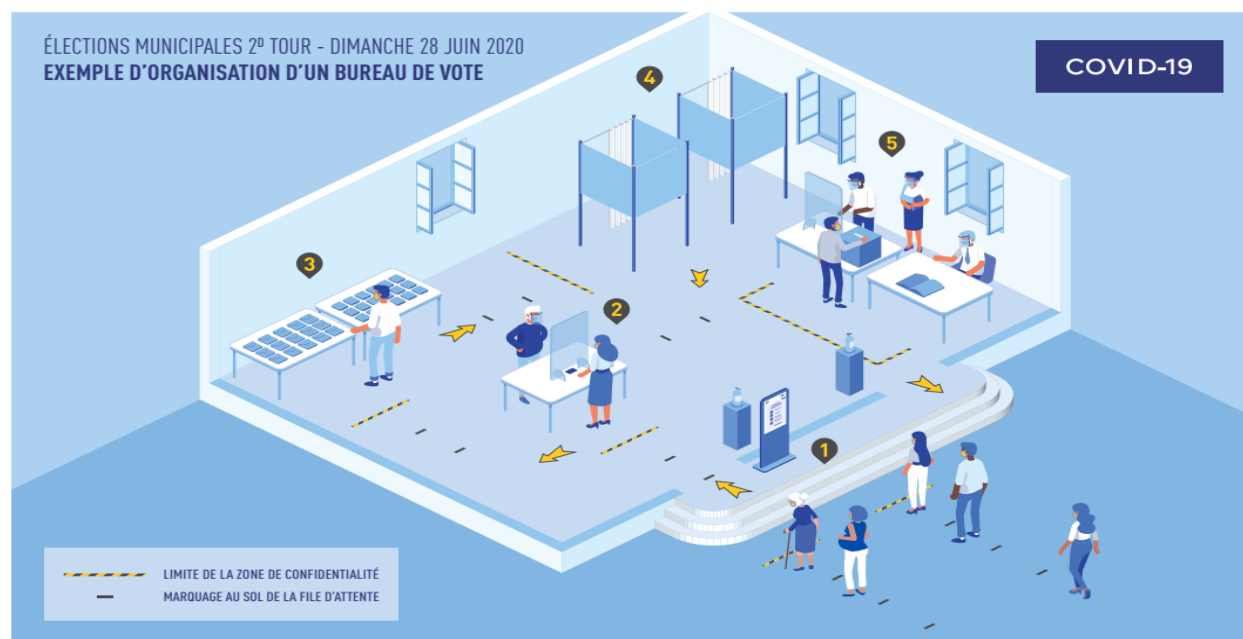 ÉLECTIONS MUNICIPALES 2ᴰ TOUR - DIMANCHE 28 JUIN 2020
EXEMPLE D'ORGANISATION D'UN BUREAU DE VOTE
COVID-19
4
5
3
2
1
LIMITE DE LA ZONE DE CONFIDENTIALITÉ
MARQUAGE AU SOL DE LA FILE D'ATTENTE